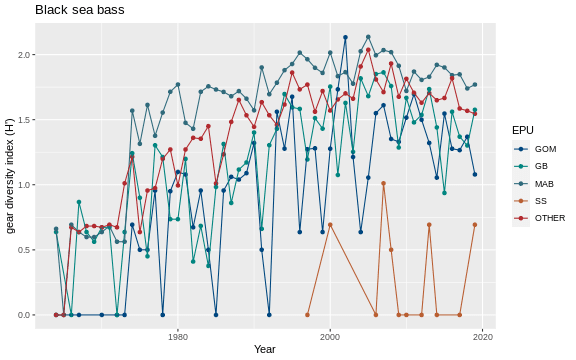 Black sea bass
gear diversity index (H')
2.0
1.5
1.0
0.5
0.0
1980
2000
2020
Year
EPU
GOM
GB
MAB
SS
OTHER